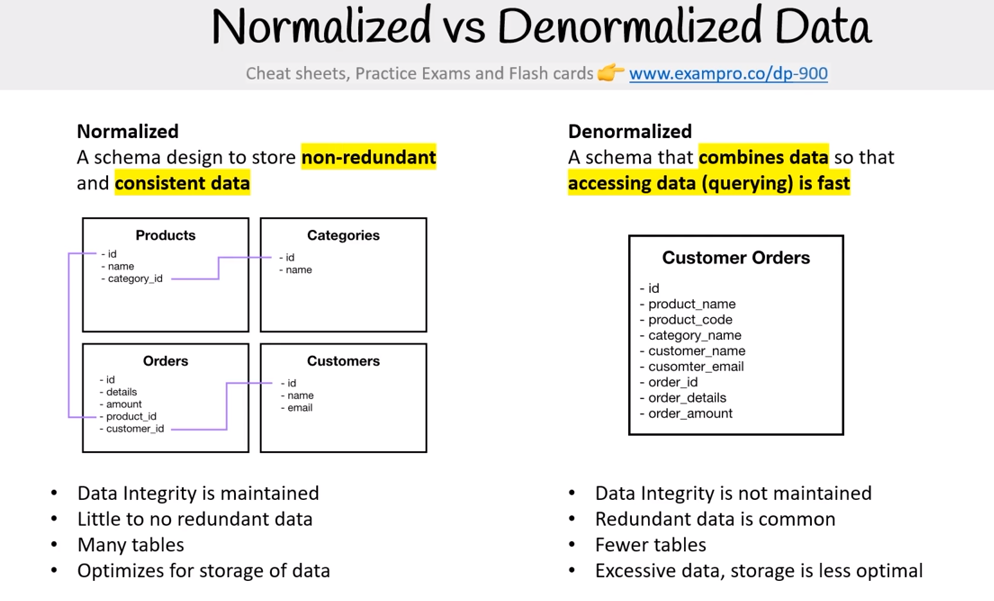 Normalized vs Denormalized Data
Cheat sheets, Practice Exams and Flash cards 👉 www.exampro.co/dp-900
Normalized
A schema design to store non-redundant
and consistent data
Products
- id
- name
- category_id
Categories
- id
- name
Orders
- id
- details
- amount
- product_id
- customer_id
Customers
- id
- name
- email
• Data Integrity is maintained
• Little to no redundant data
• Many tables
• Optimizes for storage of data
Denormalized
A schema that combines data so that
accessing data (querying) is fast
Customer Orders
- id
- product_name
- product_code
- category_name
- customer_name
- cusomter_email
- order_id
- order_details
- order_amount
• Data Integrity is not maintained
• Redundant data is common
• Fewer tables
• Excessive data, storage is less optimal